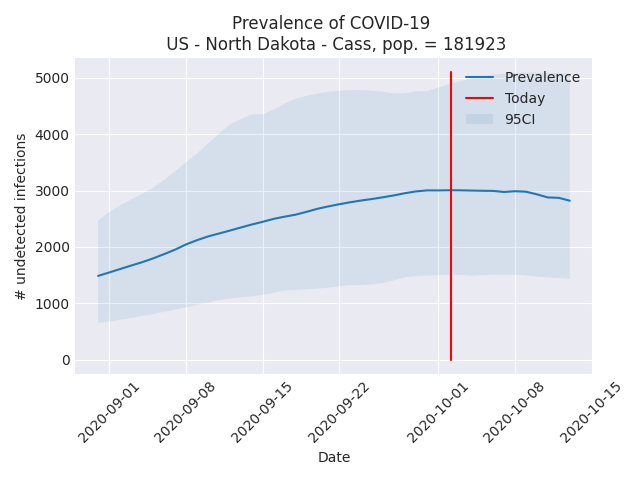 Prevalence of COVID-19
US - North Dakota - Cass, pop. = 181923
# undetected infections
5000
4000
3000
2000
1000
0
Prevalence
Today
95CI
2020-09-01
2020-09-08
2020-09-15
2020-09-22
2020-10-01
2020-10-08
2020-10-15
Date